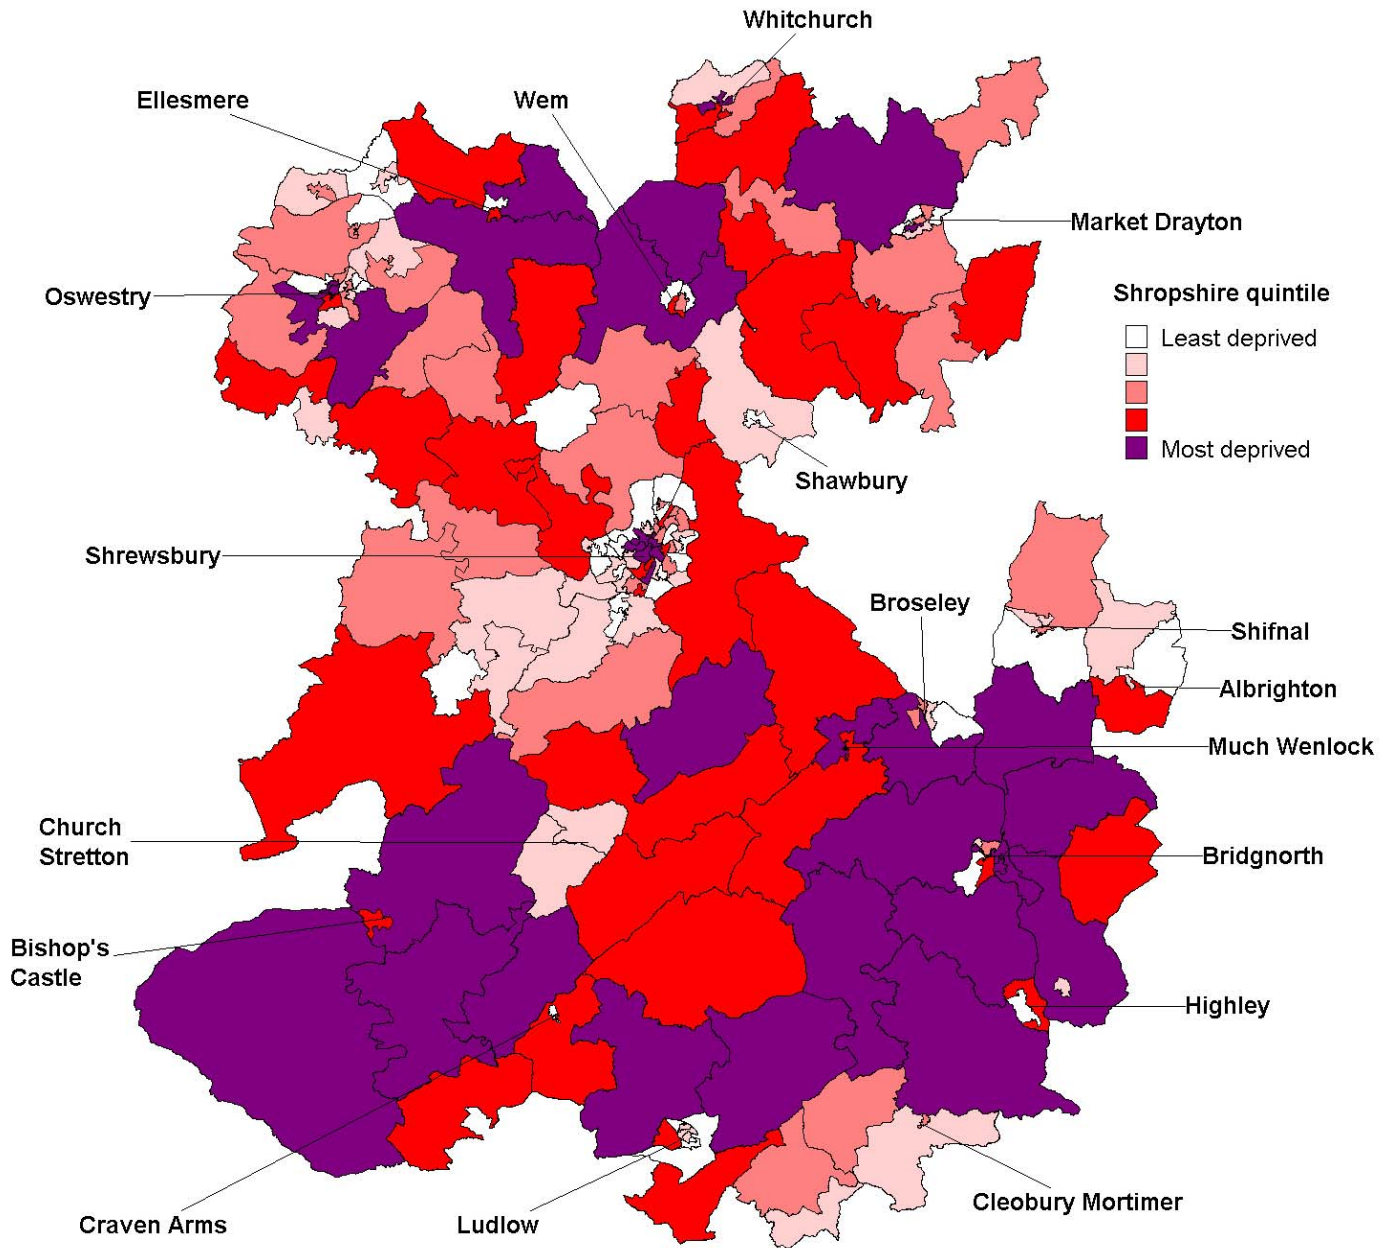 Whitchurch
Ellesmere
Wem
Market Drayton
Oswestry
Shropshire quintile
Least deprived
Most deprived
Shawbury
Shrewsbury
Broseley
Shifnal
Albrighton
Much Wenlock
Church
Stretton
Bridgnorth
Bishop's
Castle
Highley
Cleobury Mortimer
Craven Arms
Ludlow